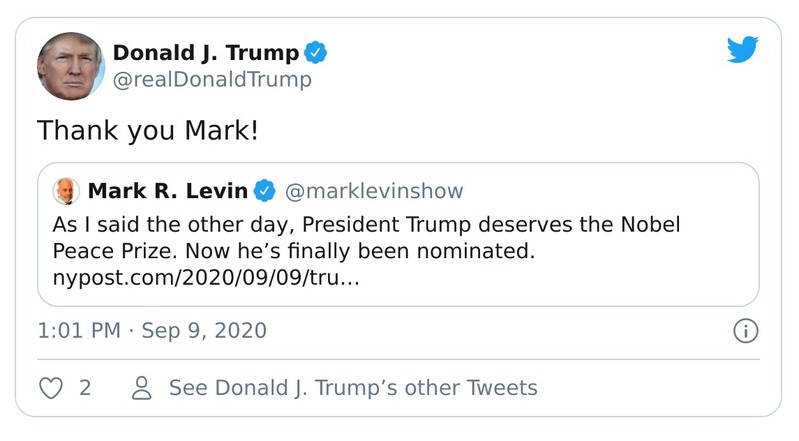 Donald J. Trump
@realDonaldTrump
Thank you Mark!
Mark R. Levin @marklevinshow
As I said the other day, President Trump deserves the Nobel
Peace Prize. Now he’s finally been nominated.
nypost.com/2020/09/09/tru…
1:01 PM · Sep 9, 2020
2 See Donald J. Trump’s other Tweets